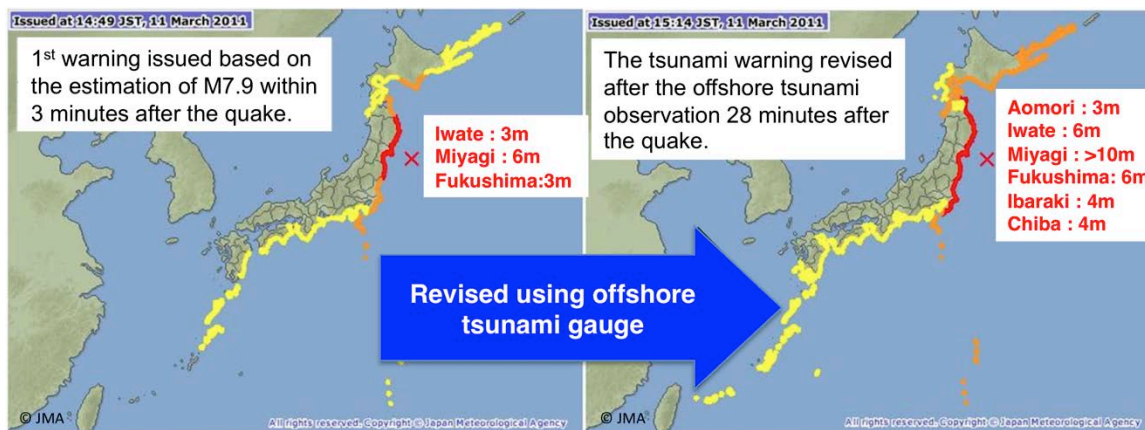 Issued at 14:49 JST, 11 March 2011
1st warning issued based on
the estimation of M7.9 within
3 minutes after the quake.
Iwate : 3m
Miyagi : 6m
Fukushima:3m
© JMA
All rights reserved. Copyright © Japan Meteorological Agency
Revised using offshore
tsunami gauge
Issued at 15:14 JST, 11 March 2011
The tsunami warning revised
after the offshore tsunami
observation 28 minutes after
the quake.
Aomori : 3m
Iwate : 6m
Miyagi : >10m
Fukushima: 6m
Ibaraki : 4m
Chiba : 4m
© JMA
All rights reserved. Copyright © Japan Meteorological Agency